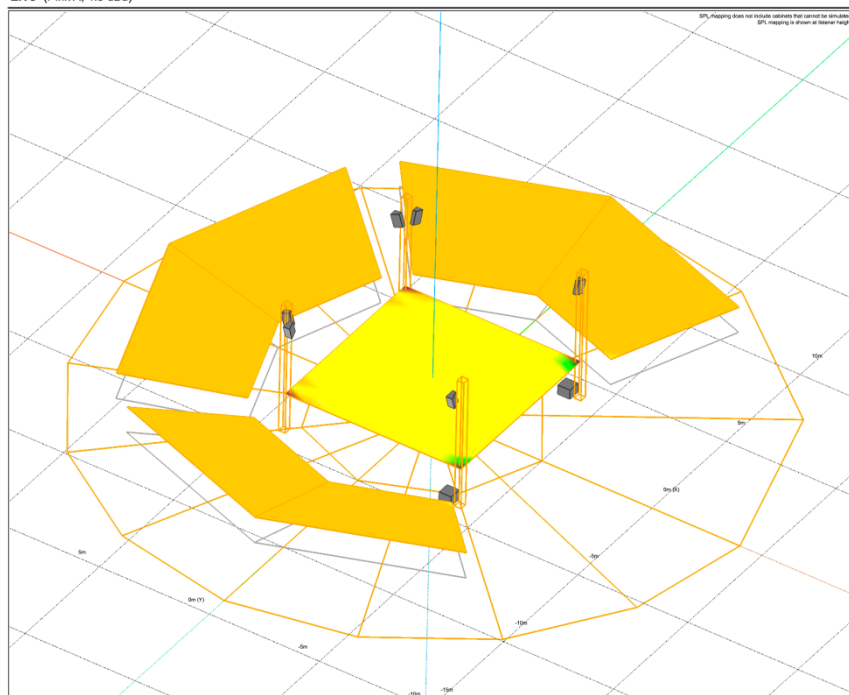 SPL mapping does not include cabinets that cannot be simulate
SPL mapping is shown at listener heigh
10m
5m
0m (X)
-5m
-10m
-15m
5m
0m (Y)
-5m
-10m